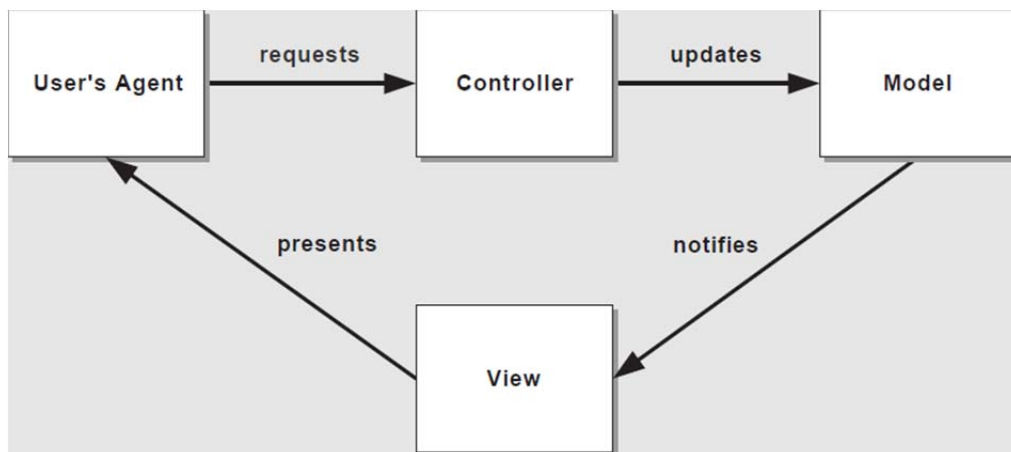 requests
updates
User's Agent
Controller
Model
presents
notifies
View